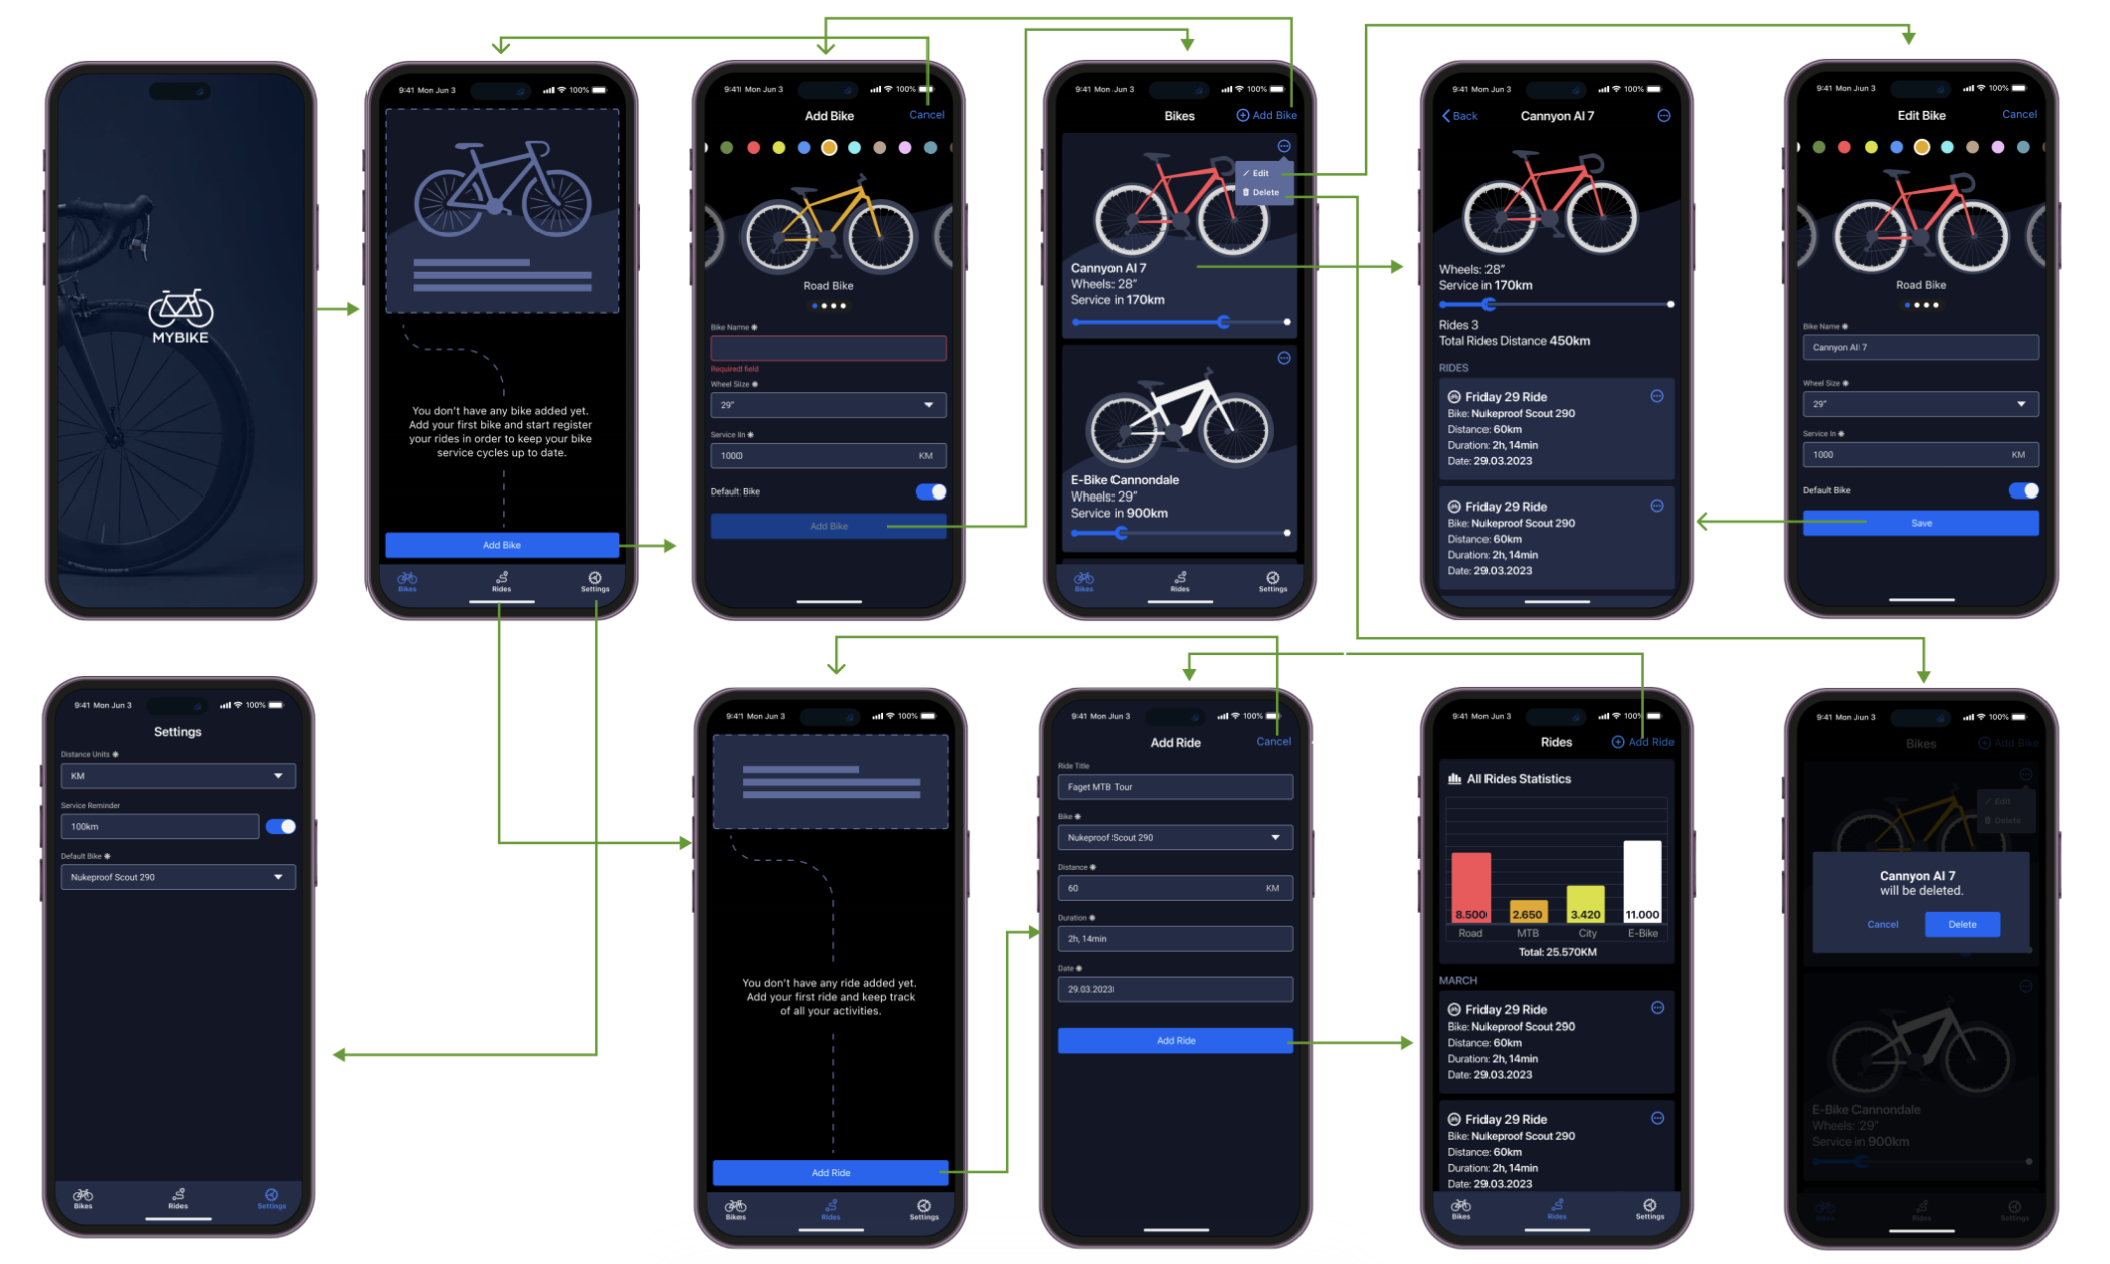 MYBIKE
9:41 Mon Jun 3
100%
You don't have any bike added yet.
Add your first bike and start register
your rides in order to keep your bike
service cycles up to date.
Add Bike
Bikes
Rides
Settings
9:41 Mon Jun 3
100%
Add Bike
Cancel
Road Bike
Bike Name
Required field
Wheel Size
29"
Service In
1000
KM
Default Bike
Add Bike
9:41 Mon Jun 3
100%
Bikes
Add Bike
Edit
Delete
Cannyon Al 7
Wheels: 28"
Service in 170km
E-Bike Cannondale
Wheels: 29"
Service in 900km
Bikes
Rides
Settings
9:41 Mon Jun 3
100%
Back
Cannyon Al 7
Wheels: 28"
Service in 170km
Rides 3
Total Rides Distance 450km
RIDES
Friday 29 Ride
Bike: Nukeproof Scout 290
Distance: 60km
Duration: 2h, 14min
Date: 29.03.2023
Friday 29 Ride
Bike: Nukeproof Scout 290
Distance: 60km
Duration: 2h, 14min
Date: 29.03.2023
9:41 Mon Jun 3
100%
Edit Bike
Cancel
Road Bike
Bike Name
Cannyon Al 7
Wheel Size
29"
Service In
1000
KM
Default Bike
Save
9:41 Mon Jun 3
100%
Settings
Distance Units
KM
Service Reminder
100km
Default Bike
Nukeproof Scout 290
Bikes
Rides
Settings
9:41 Mon Jun 3
100%
You don't have any ride added yet.
Add your first ride and keep track
of all your activities.
Add Ride
Bikes
Rides
Settings
9:41 Mon Jun 3
100%
Add Ride
Cancel
Ride Title
Faget MTB Tour
Bike
Nukeproof Scout 290
Distance
60
KM
Duration
2h, 14min
Date
29.03.2023
Add Ride
9:41 Mon Jun 3
100%
Rides
Add Ride
All Rides Statistics
8.500
2.650
3.420
11.000
Road
MTB
City
E-Bike
Total: 25.570KM
MARCH
Friday 29 Ride
Bike: Nukeproof Scout 290
Distance: 60km
Duration: 2h, 14min
Date: 29.03.2023
Friday 29 Ride
Bike: Nukeproof Scout 290
Distance: 60km
Duration: 2h, 14min
Date: 29.03.2023
Bikes
Rides
Settings
9:41 Mon Jun 3
100%
Bikes
Add Bike
Edit
Delete
Cannyon Al 7
will be deleted.
Cancel
Delete
E-Bike Cannondale
Wheels: 29"
Service in 900km
Bikes
Rides
Settings